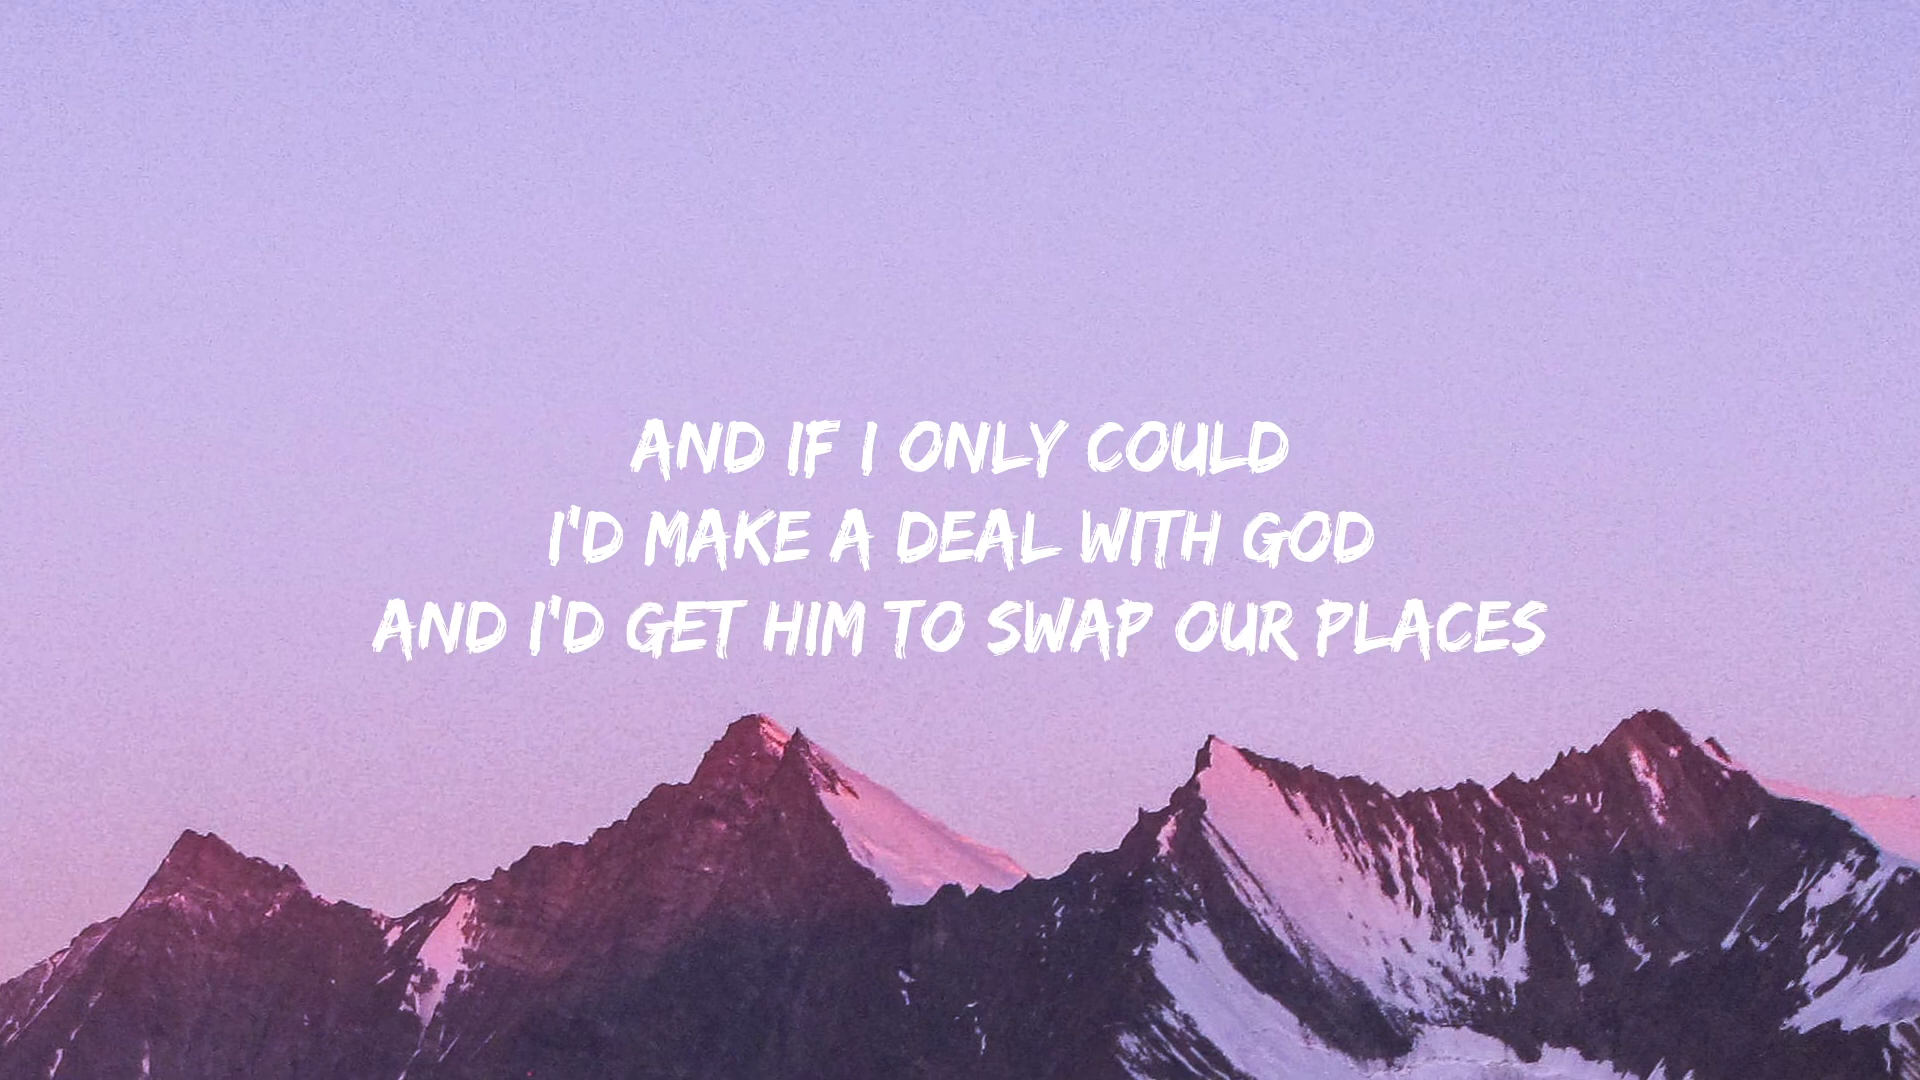 AND IF I ONLY COULD
I'D MAKE A DEAL WITH GOD
AND I'D GET HIM TO SWAP OUR PLACES